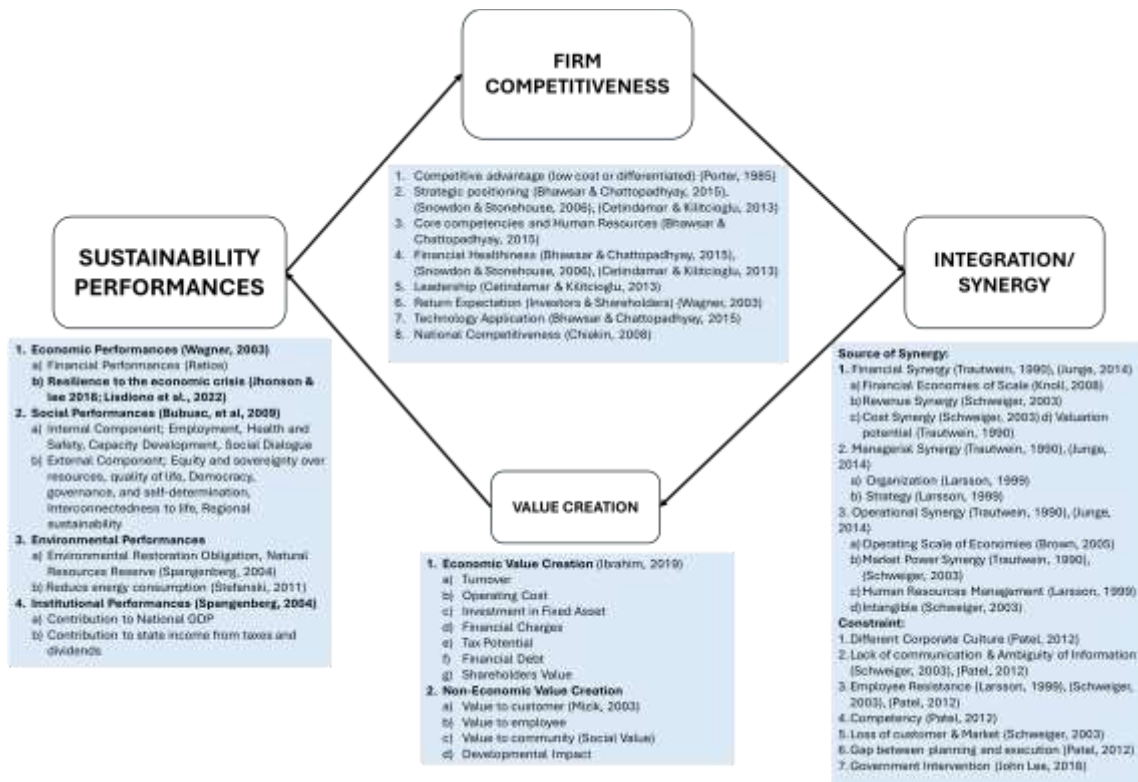 FIRM
COMPETITIVENESS
1. Competitive advantage (low cost or differentiated) (Porter, 1985)
2. Strategic positioning (Bhawsar & Chattopadhyay, 2015),
(Snowdon & Stonehouse, 2006), (Cetindamar & Kilitcioglu, 2013)
3. Core competencies and Human Resources (Bhawsar &
Chattopadhyay, 2015)
4. Financial Healthiness (Bhawsar & Chattopadhyay, 2015),
(Snowdon & Stonehouse, 2006), (Cetindamar & Kilitcioglu, 2013)
5. Leadership (Cetindamar & Kilitcioglu, 2013)
6. Return Expectation (Investors & Shareholders) (Wagner, 2003)
7. Technology Application (Bhawsar & Chattopadhyay, 2015)
8. National Competitiveness (Chiakin, 2008)
SUSTAINABILITY
PERFORMANCES
1. Economic Performances (Wagner, 2003)
a) Financial Performances (Ratios)
b) Resilience to the economic crisis (Jhonson &
lee 2016; Lisdiono et al., 2022)
2. Social Performances (Bubuac, et al, 2009)
a) Internal Component; Employment, Health and
Safety, Capacity Development, Social Dialogue
b) External Component; Equity and sovereignty over
resources, quality of life, Democracy,
governance, and self-determination,
Interconnectedness to life, Regional
sustainability
3. Environmental Performances
a) Environmental Restoration Obligation, Natural
Resources Reserve (Spangenberg, 2004)
b) Reduce energy consumption (Stefanski, 2011)
4. Institutional Performances (Spangenberg, 2004)
a) Contribution to National GDP
b) Contribution to state income from taxes and
dividends
VALUE CREATION
1. Economic Value Creation (Ibrahim, 2019)
a) Turnover
b) Operating Cost
c) Investment in Fixed Asset
d) Financial Charges
e) Tax Potential
f) Financial Debt
g) Shareholders Value
2. Non-Economic Value Creation
a) Value to customer (Mizik, 2003)
b) Value to employee
c) Value to community (Social Value)
d) Developmental Impact
INTEGRATION/
SYNERGY
Source of Synergy:
1. Financial Synergy (Trautwein, 1990), (Junge, 2014)
a) Financial Economies of Scale (Knoll, 2008)
b) Revenue Synergy (Schweiger, 2003)
c) Cost Synergy (Schweiger, 2003) d) Valuation
potential (Trautwein, 1990)
2. Managerial Synergy (Trautwein, 1990), (Junge,
2014)
a) Organization (Larsson, 1999)
b) Strategy (Larsson, 1999)
3. Operational Synergy (Trautwein, 1990), (Junge,
2014)
a) Operating Scale of Economies (Brown, 2005)
b) Market Power Synergy (Trautwein, 1990),
(Schweiger, 2003)
c) Human Resources Management (Larsson, 1999)
d) Intangible (Schweiger, 2003)
Constraint:
1. Different Corporate Culture (Patel, 2012)
2. Lack of communication & Ambiguity of Information
(Schweiger, 2003), (Patel, 2012)
3. Employee Resistance (Larsson, 1999), (Schweiger,
2003), (Patel, 2012)
4. Competency (Patel, 2012)
5. Loss of customer & Market (Schweiger, 2003)
6. Gap between planning and execution (Patel, 2012)
7. Government Intervention (John Lee, 2016)